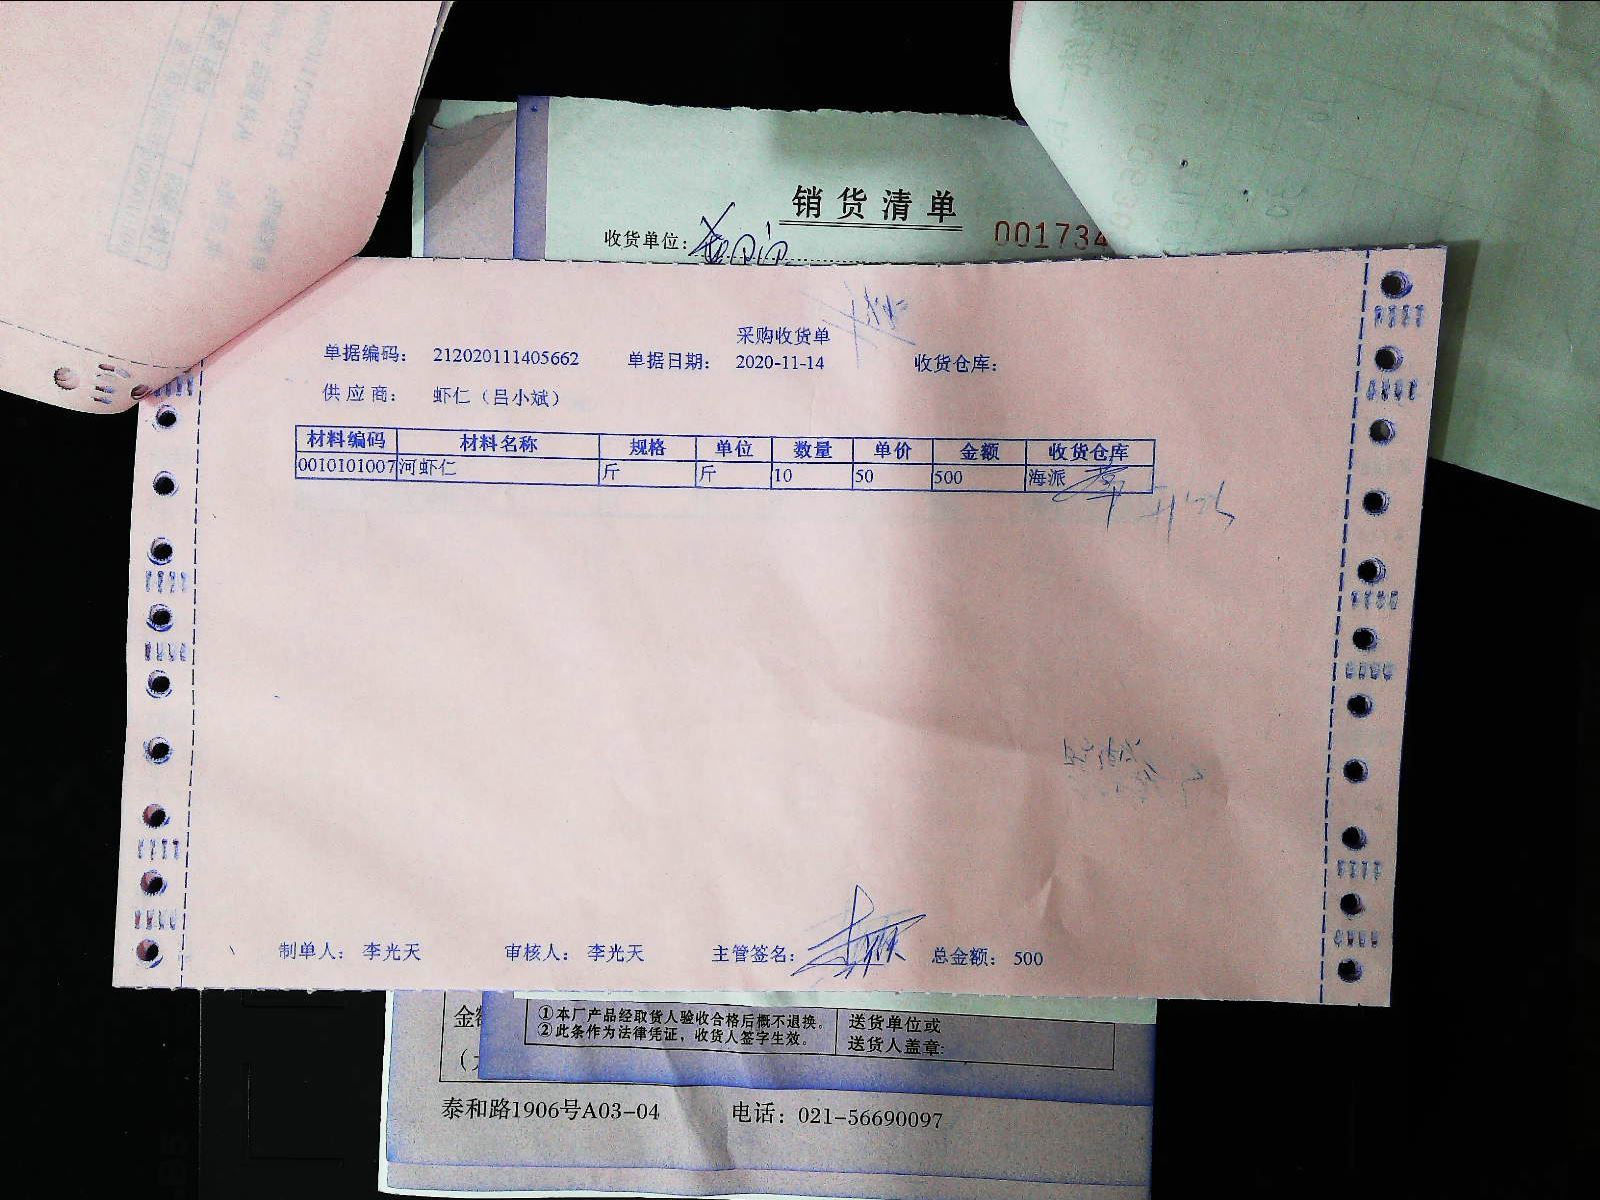 销货清单
收货单位：
001734
采购收货单
单据编码： 212020111405662 单据日期： 2020-11-14 收货仓库：
供应商： 虾仁（吕小斌）
材料编码 材料名称 规格 单位 数量 单价 金额 收货仓库
0010101007 河虾仁 斤 斤 10 50 500 海派
制单人： 李光天 审核人： 李光天 主管签名： 总金额： 500
①本厂产品经取货人验收合格后概不退换。
②此条作为法律凭证，收货人签字生效。
送货单位或
送货人盖章:
泰和路1906号A03-04 电话：021-56690097